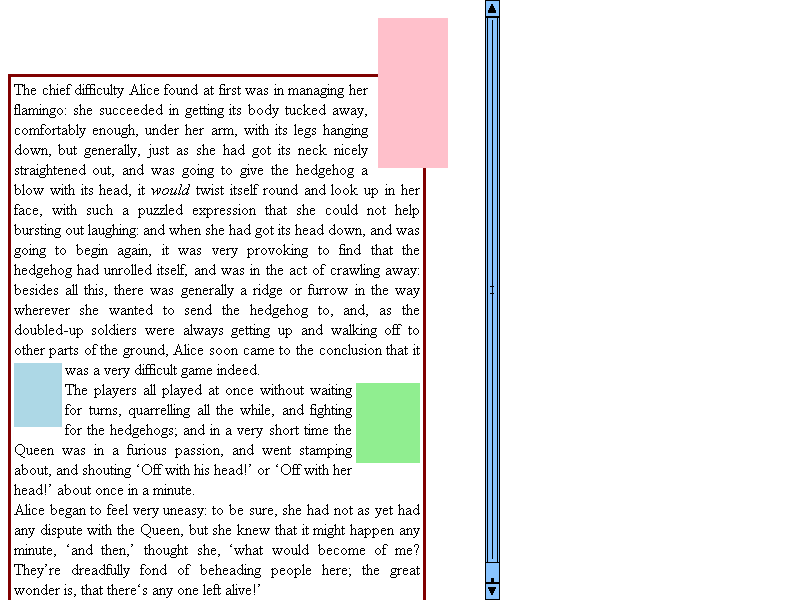 The chief difficulty Alice found at first was in managing her
flamingo: she succeeded in getting its body tucked away,
comfortably enough, under her arm, with its legs hanging
down, but generally, just as she had got its neck nicely
straightened out, and was going to give the hedgehog a
blow with its head, it would twist itself round and look up in her
face, with such a puzzled expression that she could not help
bursting out laughing: and when she had got its head down, and was
going to begin again, it was very provoking to find that the
hedgehog had unrolled itself, and was in the act of crawling away:
besides all this, there was generally a ridge or furrow in the way
wherever she wanted to send the hedgehog to, and, as the
doubled-up soldiers were always getting up and walking off to
other parts of the ground, Alice soon came to the conclusion that it
was a very difficult game indeed.
The players all played at once without waiting
for turns, quarrelling all the while, and fighting
for the hedgehogs; and in a very short time the
Queen was in a furious passion, and went stamping
about, and shouting ‘Off with his head!’ or ‘Off with her
head!’ about once in a minute.
Alice began to feel very uneasy: to be sure, she had not as yet had
any dispute with the Queen, but she knew that it might happen any
minute, ‘and then,’ thought she, ‘what would become of me?
They’re dreadfully fond of beheading people here; the great
wonder is, that there‘s any one left alive!’